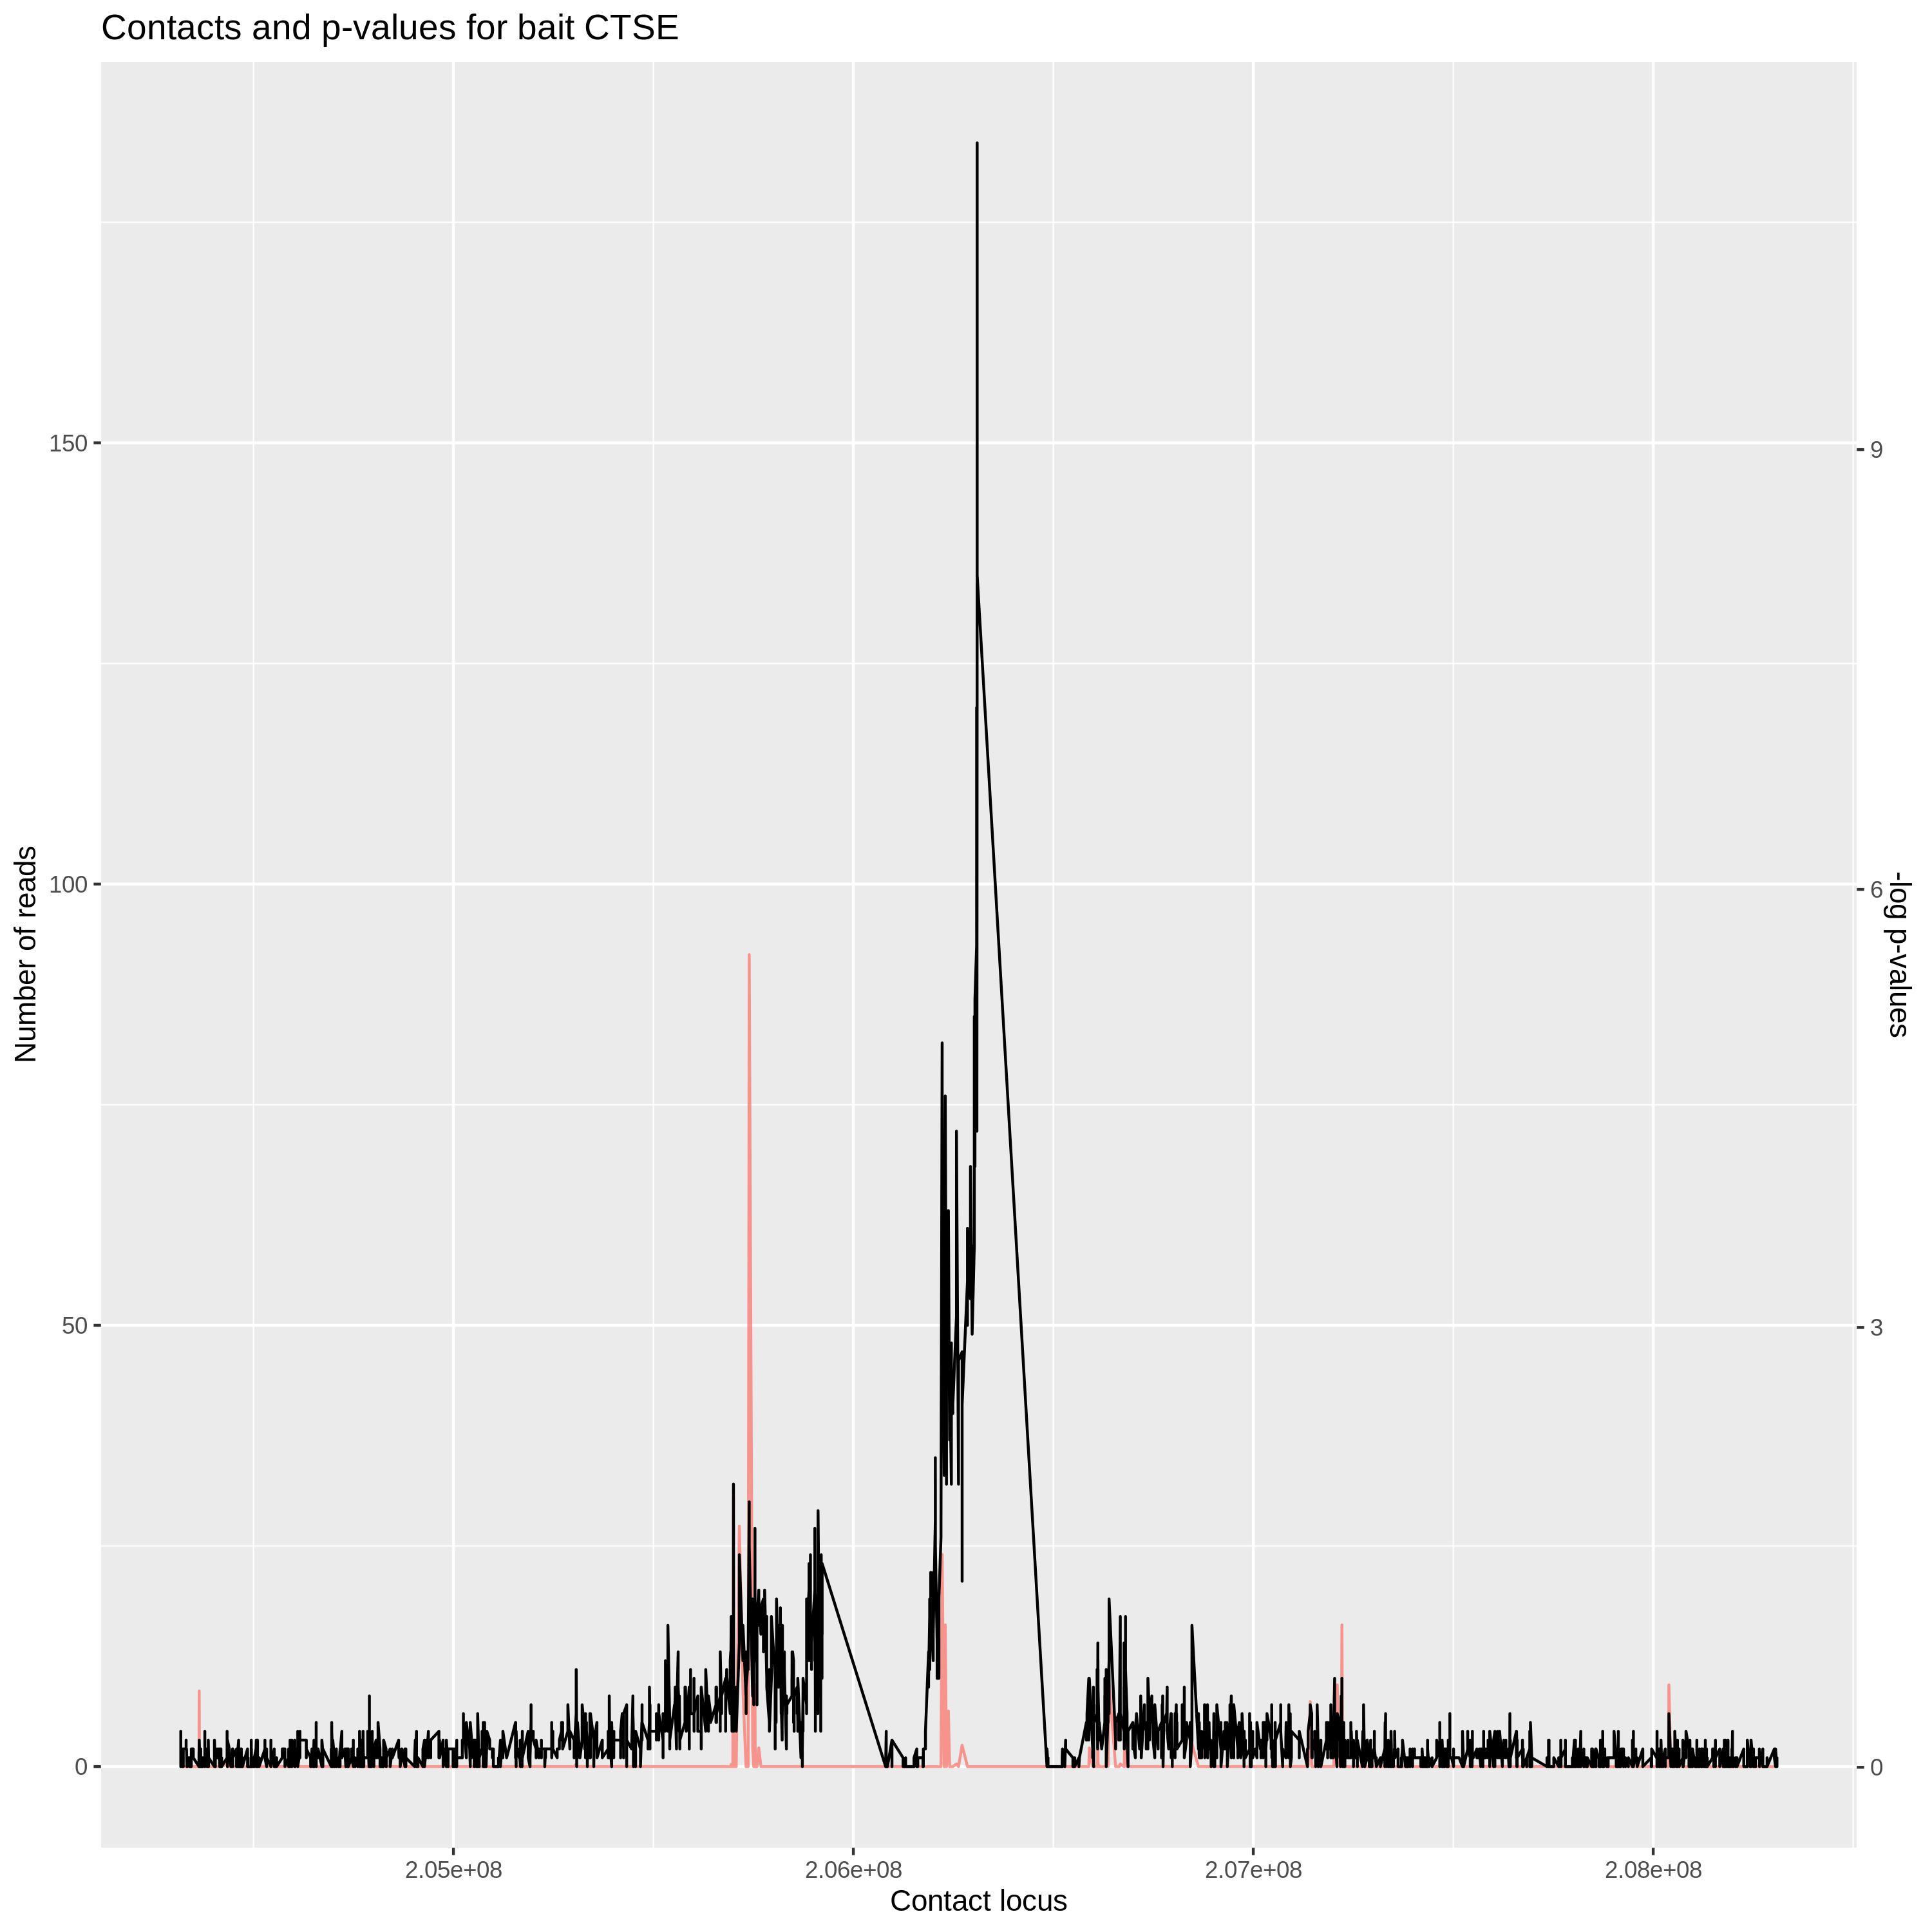 Contacts and p-values for bait CTSE
Number of reads
150
100
50
0
9
6
3
0
-log p-values
2.05e+08
2.06e+08
2.07e+08
2.08e+08
Contact locus